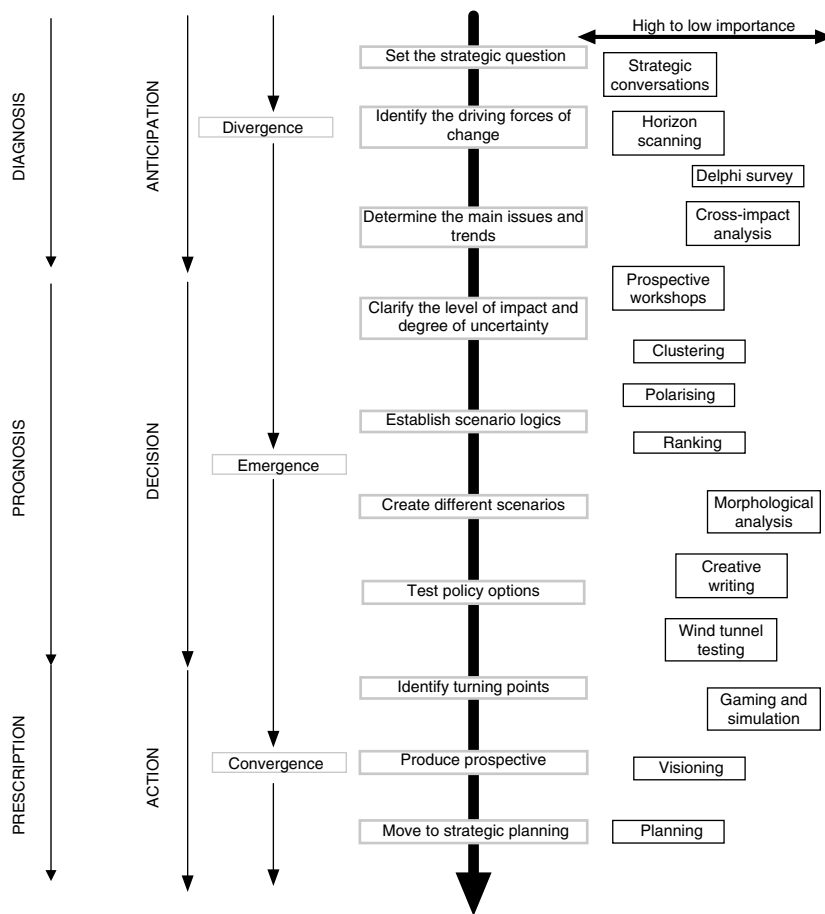 High to low importance
Set the strategic question
Strategic
conversations
DIAGNOSIS
ANTICIPATION
Divergence
Identify the driving forces of
change
Horizon
scanning
Delphi survey
Determine the main issues and
trends
Cross-impact
analysis
Prospective
workshops
Clarify the level of impact and
degree of uncertainty
Clustering
Polarising
PROGNOSIS
DECISION
Establish scenario logics
Ranking
Emergence
Create different scenarios
Morphological
analysis
Creative
writing
Test policy options
Wind tunnel
testing
Identify turning points
Gaming and
simulation
PRESCRIPTION
ACTION
Convergence
Produce prospective
Visioning
Move to strategic planning
Planning